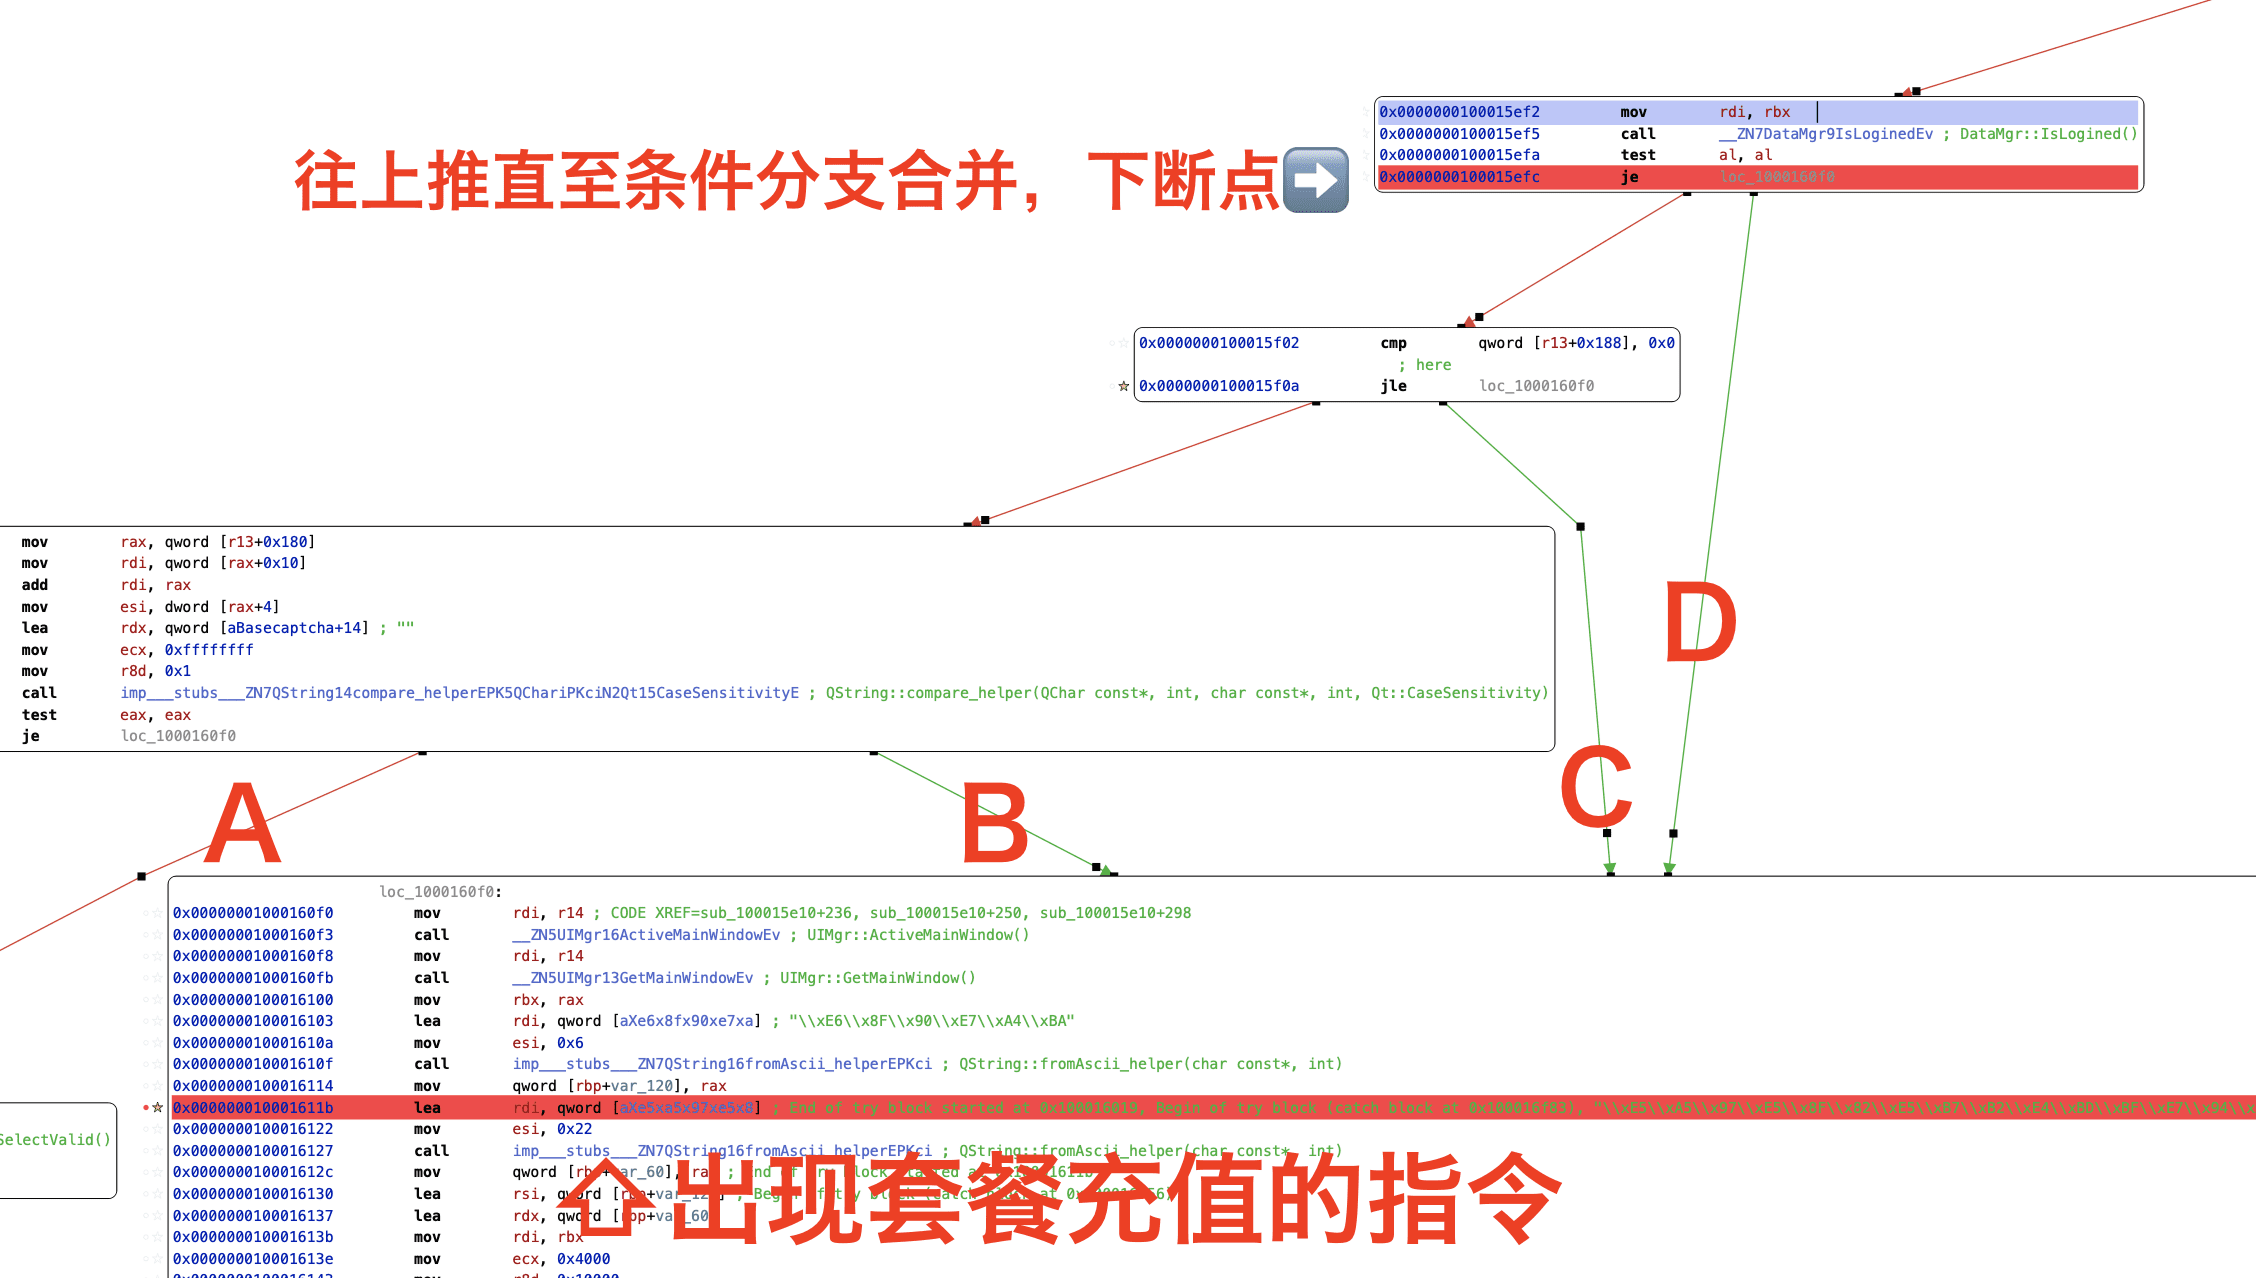 0x0000000100015ef2 mov rdi, rbx
0x0000000100015ef5 call __ZN7DataMgr9IsLoginedEv ; DataMgr::IsLogined()
0x0000000100015efa test al, al
0x0000000100015efc je loc_1000160f0
往上推直至条件分支合并，下断点➡
0x0000000100015f02 cmp qword [r13+0x188], 0x0
; here
0x0000000100015f0a jle loc_1000160f0
mov rax, qword [r13+0x180]
mov rdi, qword [rax+0x10]
add rdi, rax
mov esi, dword [rax+4]
lea rdx, qword [aBasecaptcha+14] ; ""
mov ecx, 0xffffffff
mov r8d, 0x1
call imp___stubs___ZN7QString14compare_helperEPK5QChariPKciN2Qt15CaseSensitivityE ; QString::compare_helper(QChar const*, int, char const*, int, Qt::CaseSensitivity)
test eax, eax
je loc_1000160f0
A
B
C
D
loc_1000160f0:
0x00000001000160f0 mov rdi, r14 ; CODE XREF=sub_100015e10+236, sub_100015e10+250, sub_100015e10+298
0x00000001000160f3 call __ZN5UIMgr16ActiveMainWindowEv ; UIMgr::ActiveMainWindow()
0x00000001000160f8 mov rdi, r14
0x00000001000160fb call __ZN5UIMgr13GetMainWindowEv ; UIMgr::GetMainWindow()
0x0000000100016100 mov rbx, rax
0x0000000100016103 lea rdi, qword [aXe6x8fx90xe7xa] ; "\\xE6\\x8F\\x90\\xE7\\xA4\\xBA"
0x000000010001610a mov esi, 0x6
0x000000010001610f call imp___stubs___ZN7QString16fromAscii_helperEPKci ; QString::fromAscii_helper(char const*, int)
0x0000000100016114 mov qword [rbp+var_120], rax
0x000000010001611b lea rdi, qword [aXe5xa5x97xe5x8] ; End of try block started at 0x100016019, Begin of try block (catch block at 0x100016f83), "\\xE5\\xA5\\x97\\xE5\\x8F\\x82\\xE5\\xB7\\xB2\\xE4\\xBD\\xBF\\xE7\\x94\\x
0x0000000100016122 mov esi, 0x22
0x0000000100016127 call imp___stubs___ZN7QString16fromAscii_helperEPKci ; QString::fromAscii_helper(char const*, int)
0x000000010001612c mov qword
0x0000000100016130 lea rsi, qword
0x0000000100016137 lea rdx, qword
0x000000010001613b mov rdi, rbx
0x000000010001613e mov ecx, 0x4000
SelectValid()
⇧出现套餐充值的指令